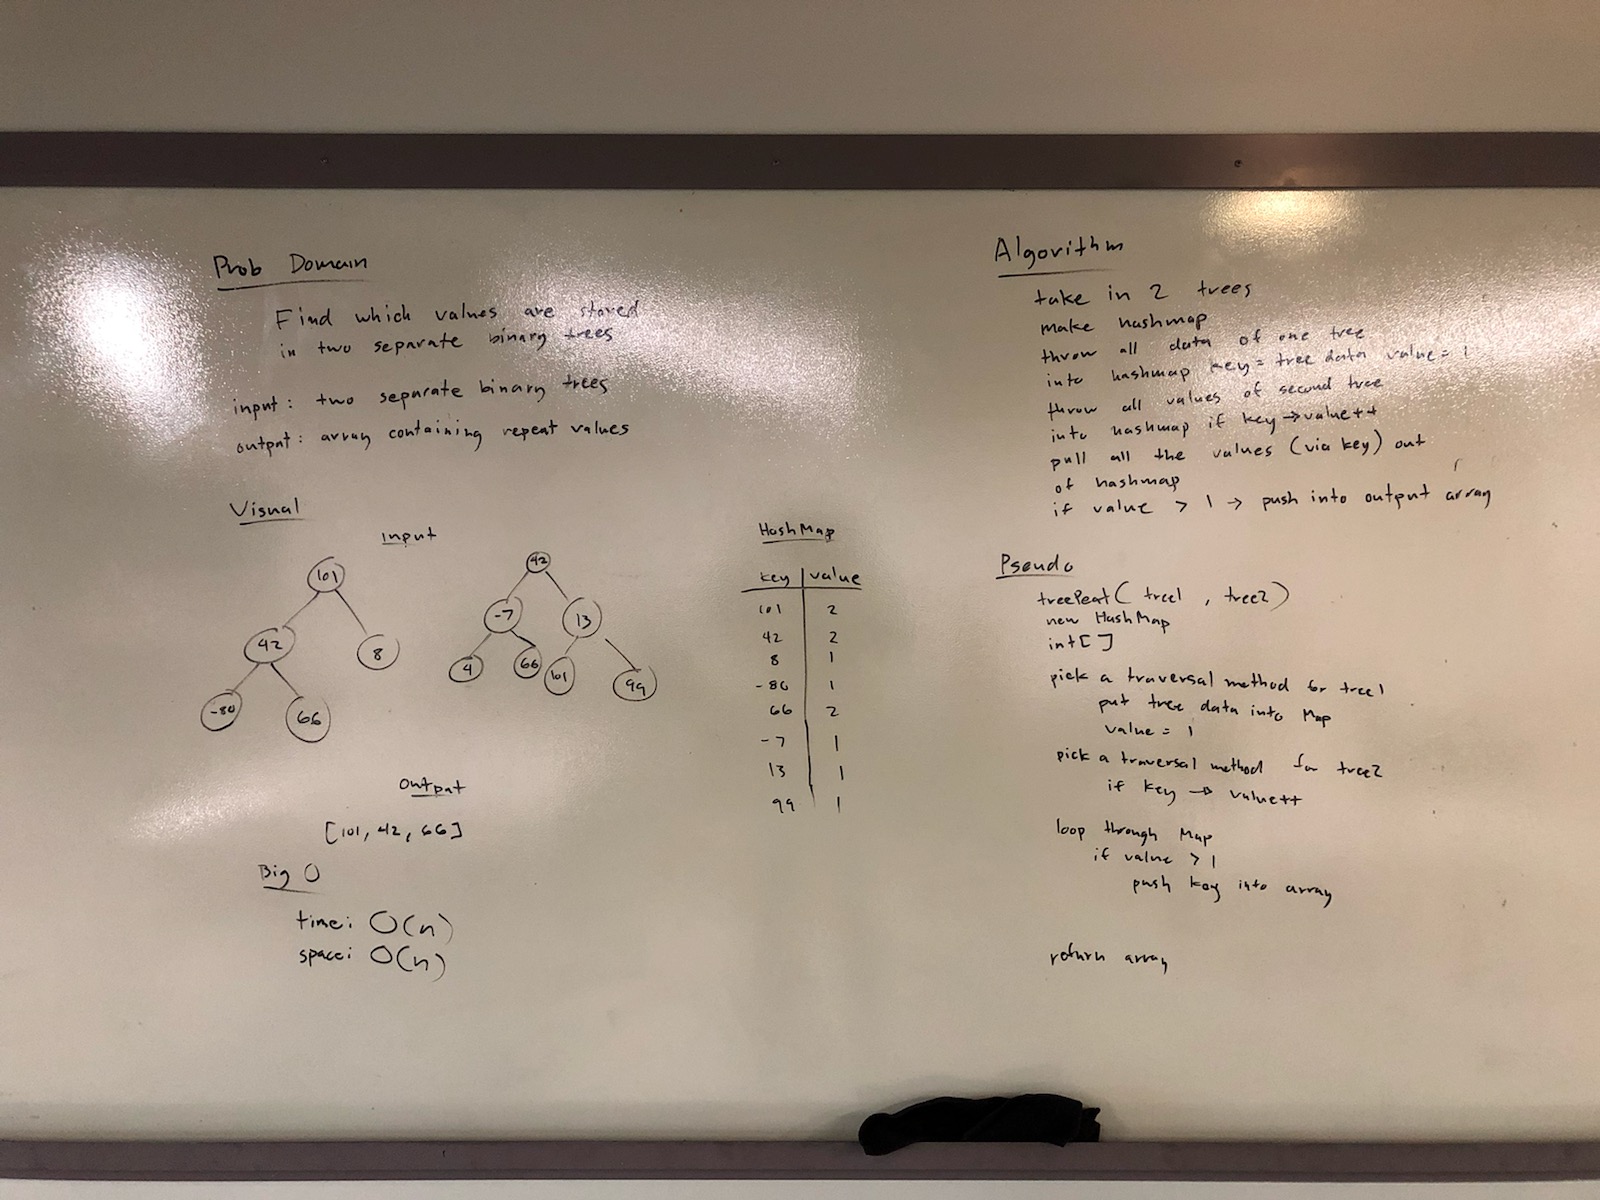 Prob Domain
Find which values are stored
in two separate binary trees
input: two separate binary trees
output: array containing repeat values
Visual
input
101
42
8
-80
66
42
-7
13
4
66
101
99
Output
[101, 42, 66]
Big O
time: O(n)
space: O(n)
HashMap
key | value
101 2
42 2
8 1
-80 1
66 2
-7 1
13 1
99 1
Algorithm
take in 2 trees
make hashmap
throw all data of one tree
into hashmap key = tree data value = 1
throw all values of second tree
into hashmap if key → value++
pull all the values (via key) out
of hashmap
if value > 1 → push into output array
Pseudo
treePeat( tree1 , tree2)
new HashMap
int[]
pick a traversal method for tree1
put tree data into Map
value = 1
pick a traversal method for tree2
if key → value++
loop through Map
if value > 1
push key into array
return array